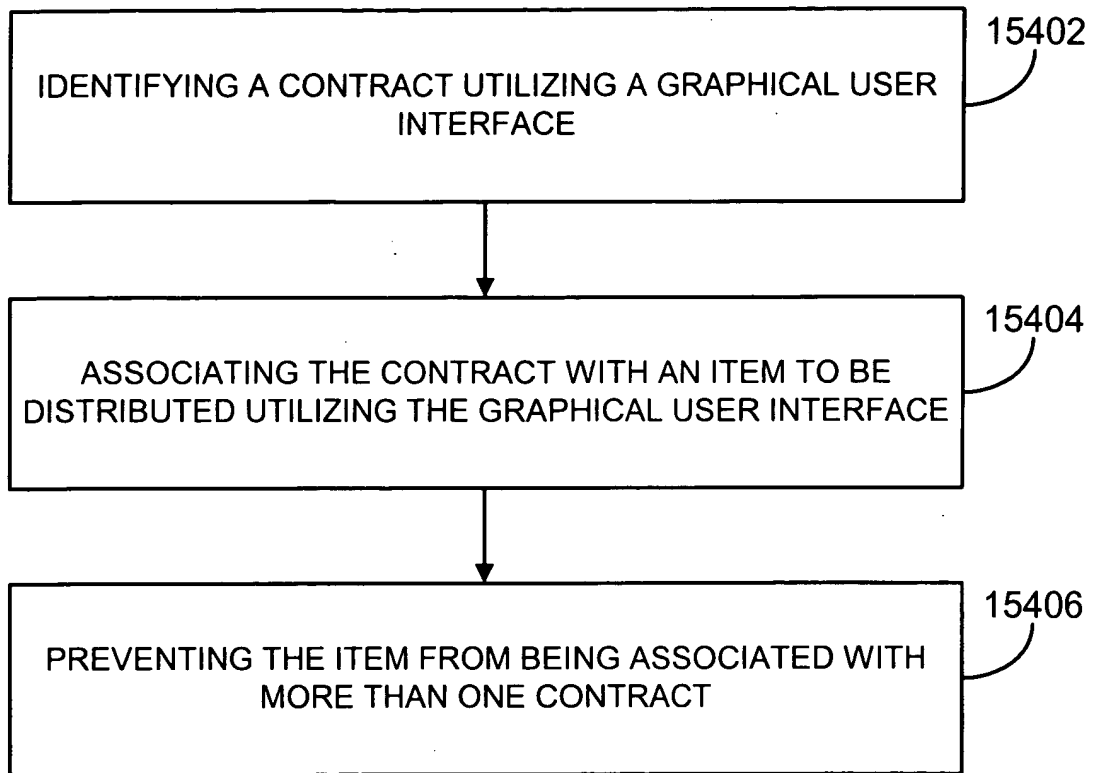 15402
IDENTIFYING A CONTRACT UTILIZING A GRAPHICAL USER
INTERFACE
15404
ASSOCIATING THE CONTRACT WITH AN ITEM TO BE
DISTRIBUTED UTILIZING THE GRAPHICAL USER INTERFACE
15406
PREVENTING THE ITEM FROM BEING ASSOCIATED WITH
MORE THAN ONE CONTRACT